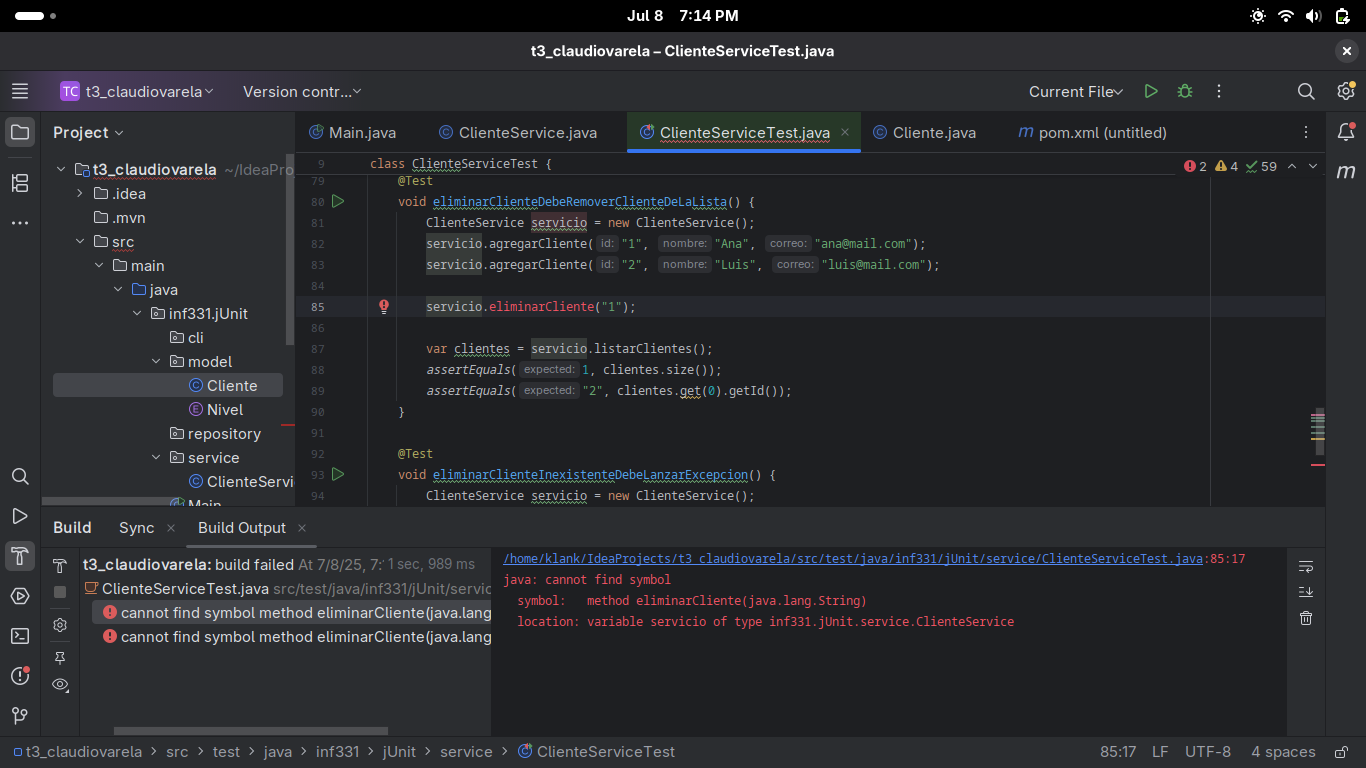 Jul 8 7:14 PM
t3_claudiovarela – ClienteServiceTest.java
TC t3_claudiovarela Version contr... Current File
Project
Main.java ClienteService.java ClienteServiceTest.java Cliente.java pom.xml (untitled)
t3_claudiovarela ~/IdeaPro
.idea
.mvn
src
main
java
inf331.jUnit
cli
model
Cliente
Nivel
repository
service
ClienteServi
Main
9 class ClienteServiceTest {
2 4 59
79 @Test
80 void eliminarClienteDebeRemoverClienteDeLaLista() {
81 ClienteService servicio = new ClienteService();
82 servicio.agregarCliente( id: "1", nombre: "Ana", correo: "ana@mail.com");
83 servicio.agregarCliente( id: "2", nombre: "Luis", correo: "luis@mail.com");
84
85 servicio.eliminarCliente("1");
86
87 var clientes = servicio.listarClientes();
88 assertEquals( expected: 1, clientes.size());
89 assertEquals( expected: "2", clientes.get(0).getId());
90 }
91
92 @Test
93 void eliminarClienteInexistenteDebeLanzarExcepcion() {
94 ClienteService servicio = new ClienteService();
Build Sync Build Output
t3_claudiovarela: build failed At 7/8/25, 7: 1 sec, 989 ms
ClienteServiceTest.java src/test/java/inf331/jUnit/servic
cannot find symbol method eliminarCliente(java.lang
cannot find symbol method eliminarCliente(java.lang
/home/klank/IdeaProjects/t3_claudiovarela/src/test/java/inf331/jUnit/service/ClienteServiceTest.java:85:17
java: cannot find symbol
symbol: method eliminarCliente(java.lang.String)
location: variable servicio of type inf331.jUnit.service.ClienteService
t3_claudiovarela > src > test > java > inf331 > jUnit > service > ClienteServiceTest 85:17 LF UTF-8 4 spaces